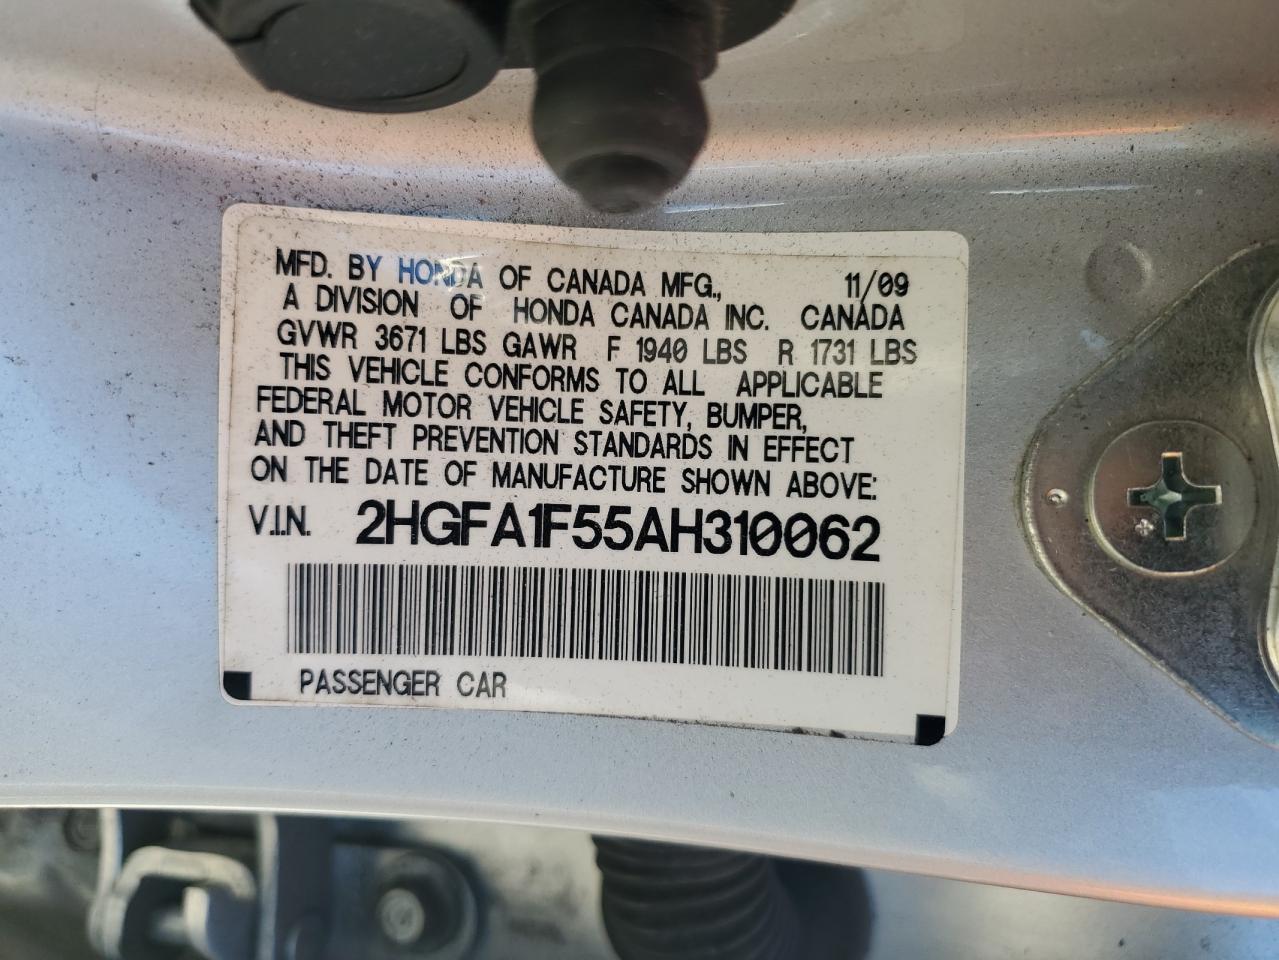 MFD. BY HONDA OF CANADA MFG., 11/09
A DIVISION OF HONDA CANADA INC. CANADA
GVWR 3671 LBS GAWR F 1940 LBS R 1731 LBS
THIS VEHICLE CONFORMS TO ALL APPLICABLE
FEDERAL MOTOR VEHICLE SAFETY, BUMPER,
AND THEFT PREVENTION STANDARDS IN EFFECT
ON THE DATE OF MANUFACTURE SHOWN ABOVE:
V.I.N. 2HGFA1F55AH310062
PASSENGER CAR